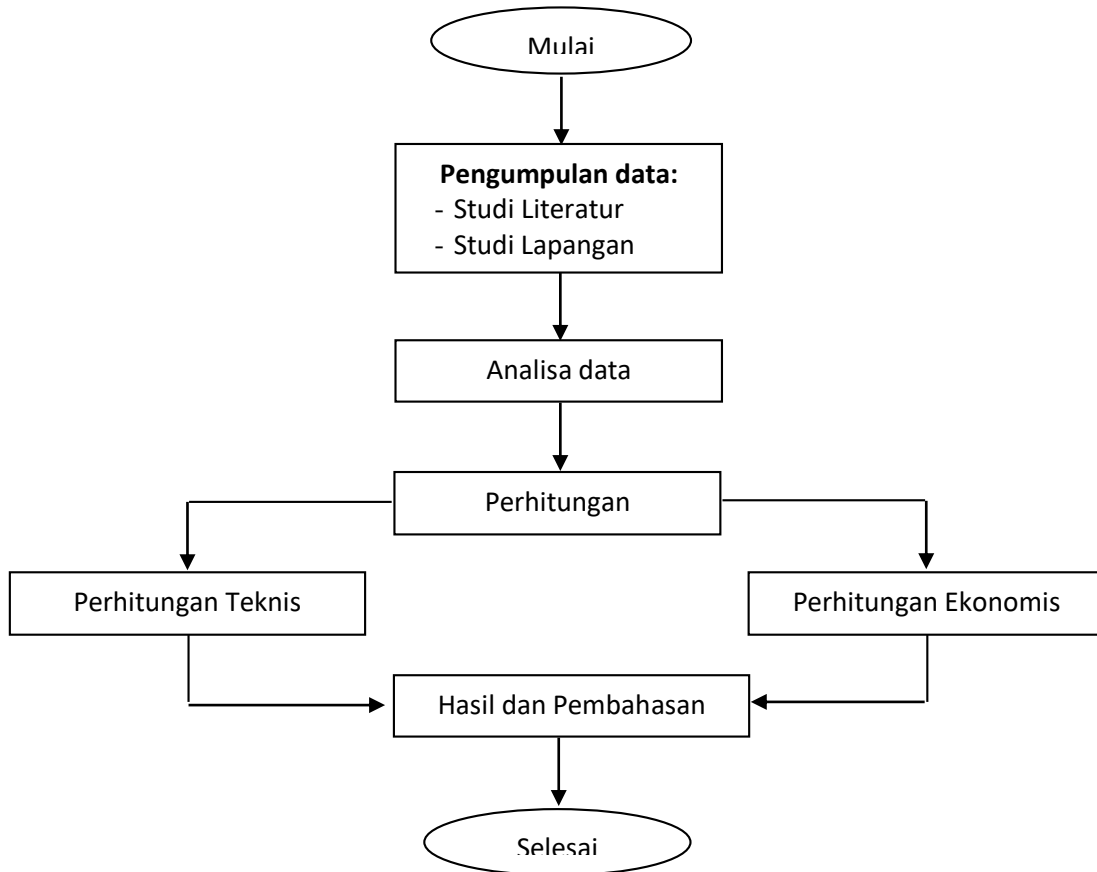 Mulai
Pengumpulan data:
- Studi Literatur
- Studi Lapangan
Analisa data
Perhitungan
Perhitungan Teknis
Perhitungan Ekonomis
Hasil dan Pembahasan
Selesai